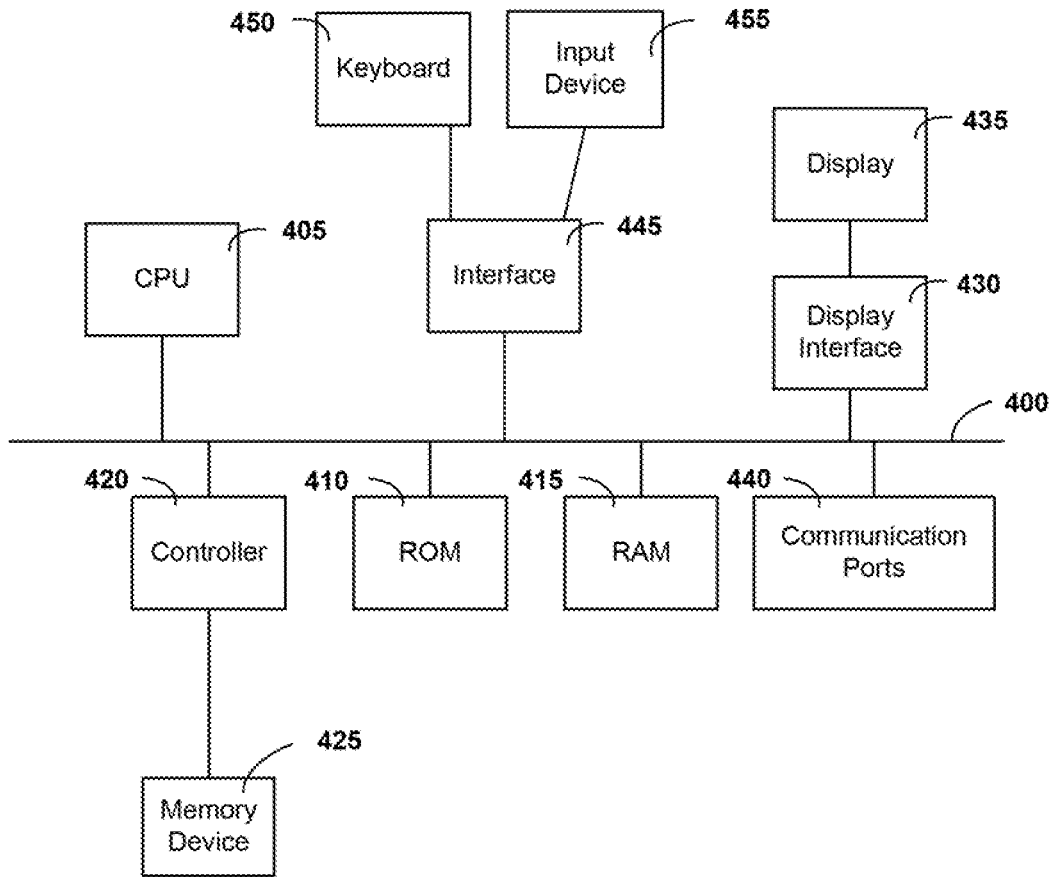 450
455
Keyboard
Input
Device
435
Display
405
445
CPU
Interface
430
Display
Interface
400
420
410
415
440
Controller
ROM
RAM
Communication
Ports
425
Memory
Device